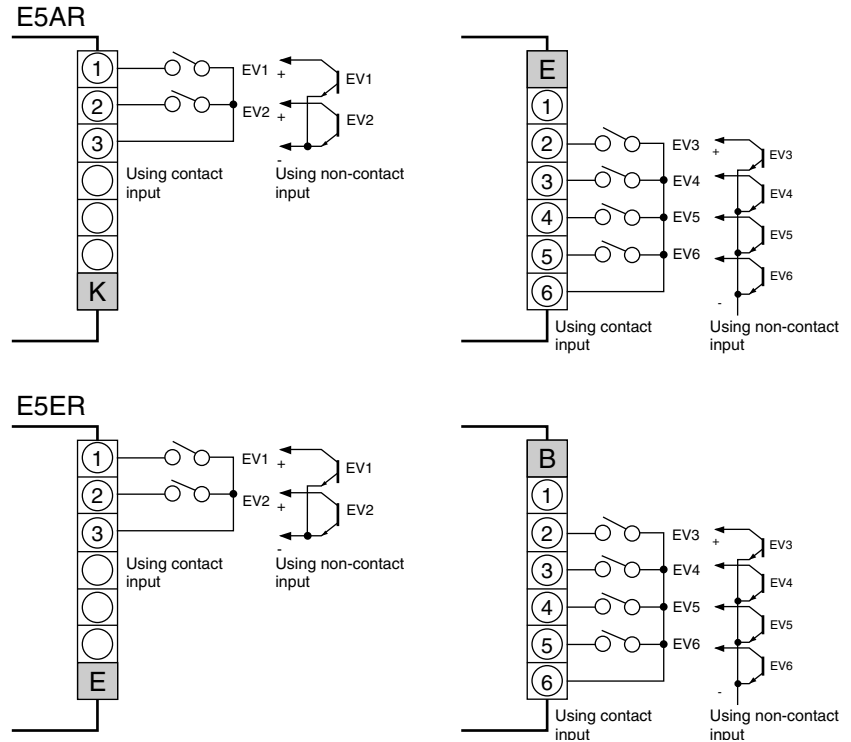 E5AR
1
EV1
+
EV1
2
EV2
+
EV2
3
-
Using contact
input
Using non-contact
input
K
E
1
2
EV3
+
EV3
3
EV4
EV4
4
EV5
EV5
5
EV6
EV6
6
-
Using contact
input
Using non-contact
input
E5ER
1
EV1
+
EV1
2
EV2
+
EV2
3
-
Using contact
input
Using non-contact
input
E
B
1
2
EV3
+
EV3
3
EV4
EV4
4
EV5
EV5
5
EV6
EV6
6
-
Using contact
input
Using non-contact
input